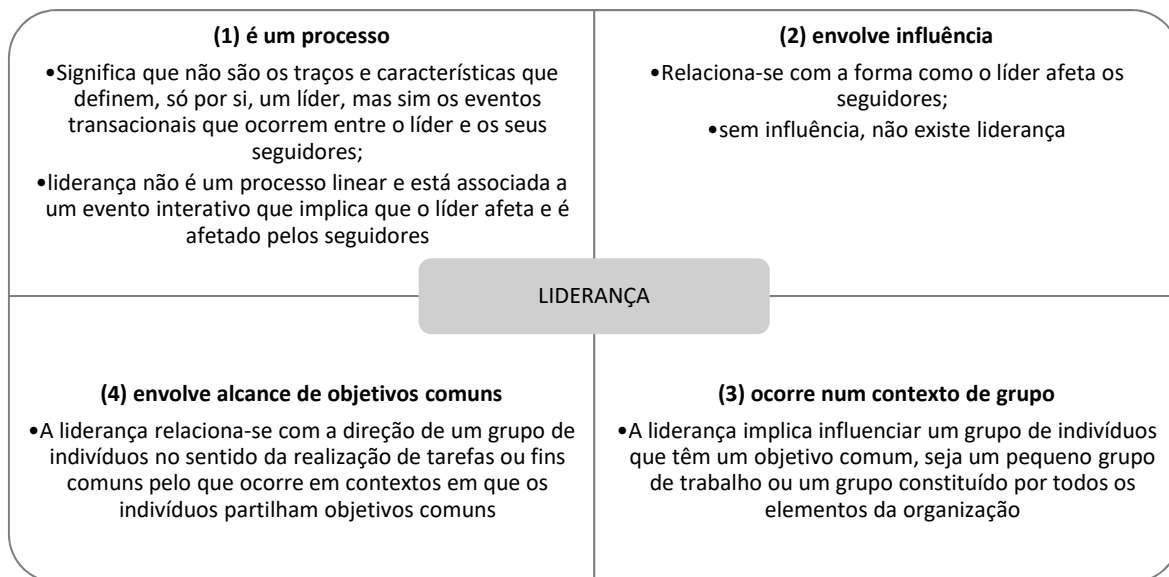 (1) é um processo
•Significa que não são os traços e características que
definem, só por si, um líder, mas sim os eventos
transacionais que ocorrem entre o líder e os seus
seguidores;
•liderança não é um processo linear e está associada a
um evento interativo que implica que o líder afeta e é
afetado pelos seguidores
(2) envolve influência
•Relaciona-se com a forma como o líder afeta os
seguidores;
•sem influência, não existe liderança
LIDERANÇA
(4) envolve alcance de objetivos comuns
•A liderança relaciona-se com a direção de um grupo de
indivíduos no sentido da realização de tarefas ou fins
comuns pelo que ocorre em contextos em que os
indivíduos partilham objetivos comuns
(3) ocorre num contexto de grupo
•A liderança implica influenciar um grupo de indivíduos
que têm um objetivo comum, seja um pequeno grupo
de trabalho ou um grupo constituído por todos os
elementos da organização